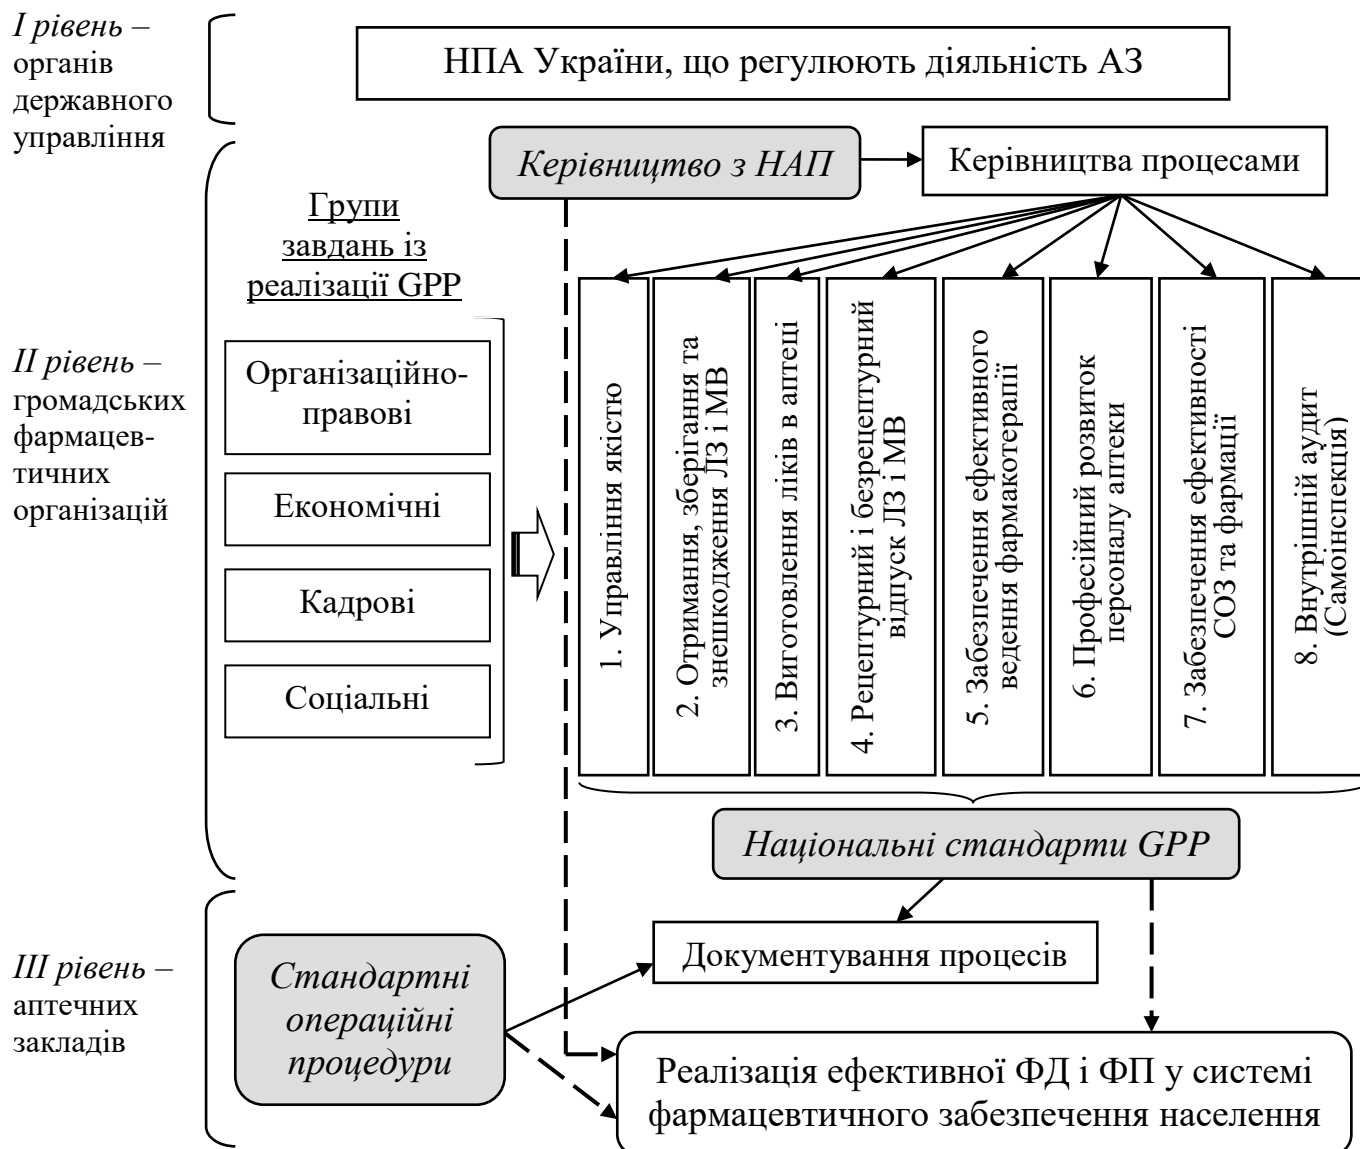 I рівень –
органів
державного
управління
НПА України, що регулюють діяльність АЗ
Керівництво з НАП
Керівництва процесами
Групи
завдань із
реалізації GPP
II рівень –
громадських
фармацев-
тичних
організацій
Організаційно-
правові
Економічні
Кадрові
Соціальні
1. Управління якістю
2. Отримання, зберігання та
знешкодження ЛЗ і МВ
3. Виготовлення ліків в аптеці
4. Рецептурний і безрецептурний
відпуск ЛЗ і МВ
5. Забезпечення ефективного
ведення фармакотерапії
6. Професійний розвиток
персоналу аптеки
7. Забезпечення ефективності
СОЗ та фармації
8. Внутрішній аудит
(Самоінспекція)
Національні стандарти GPP
III рівень –
аптечних
закладів
Стандартні
операційні
процедури
Документування процесів
Реалізація ефективної ФД і ФП у системі
фармацевтичного забезпечення населення